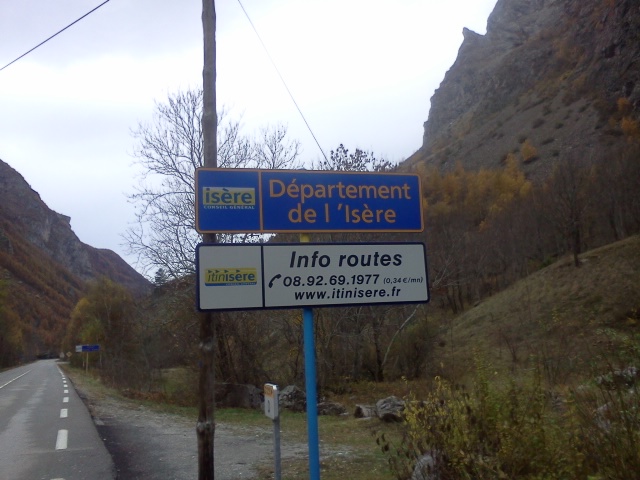 isère
CONSEIL GÉNÉRAL
Département
de l'Isère
Info routes
itinisère
08.92.69.1977 (0,34€/mn)
www.itinisere.fr